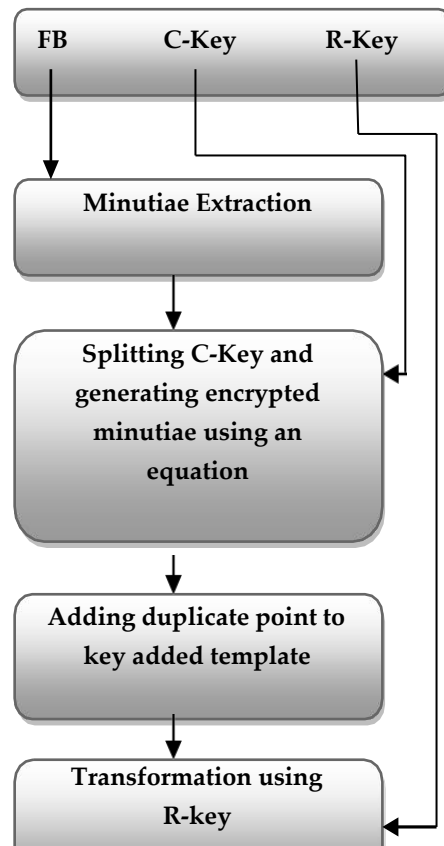 FB C-Key R-Key
Minutiae Extraction
Splitting C-Key and
generating encrypted
minutiae using an
equation
Adding duplicate point to
key added template
Transformation using
R-key